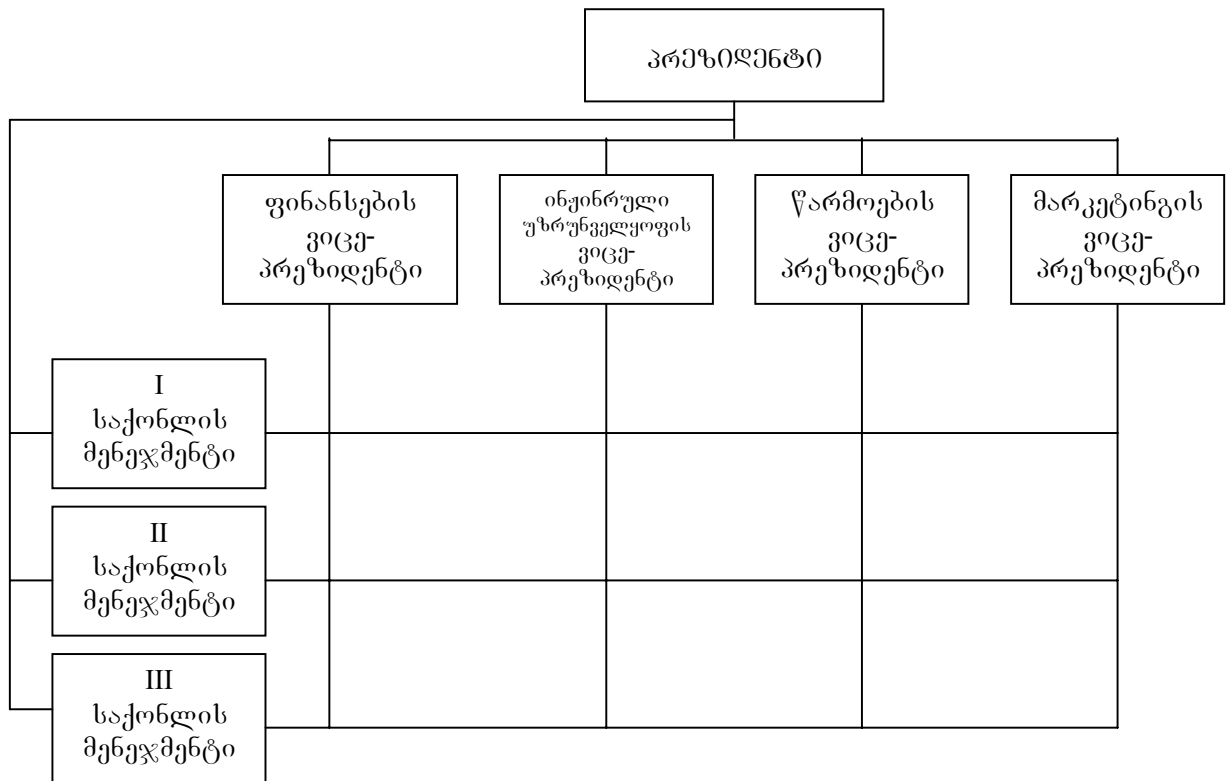 პრეზიდენტი
ფინანსების
ვიცე-
პრეზიდენტი
ინჟინრული
უზრუნველყოფის
ვიცე-
პრეზიდენტი
წარმოების
ვიცე-
პრეზიდენტი
მარკეტინგის
ვიცე-
პრეზიდენტი
I
საქონლის
მენეჯმენტი
II
საქონლის
მენეჯმენტი
III
საქონლის
მენეჯმენტი